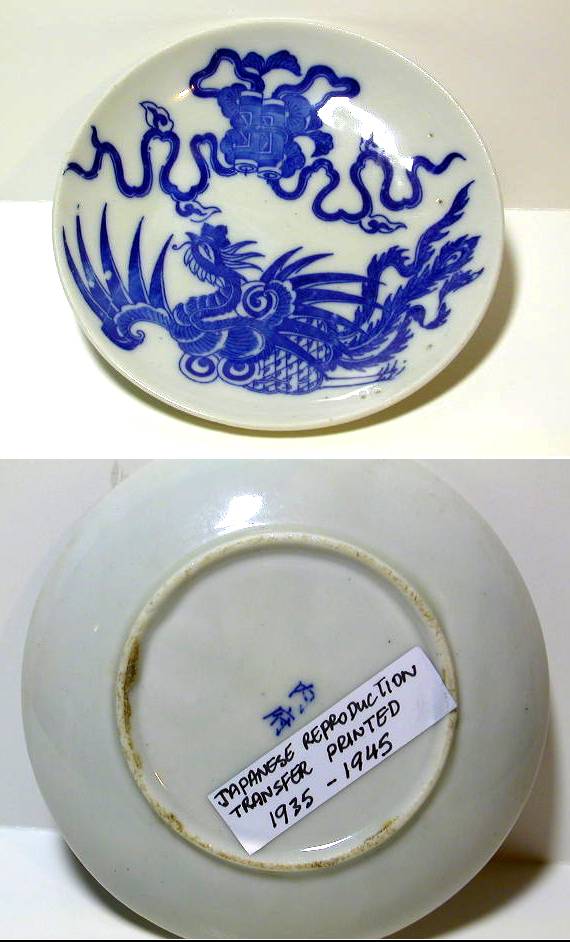 JAPANESE REPRODUCTION
TRANSFER PRINTED
1935 - 1945